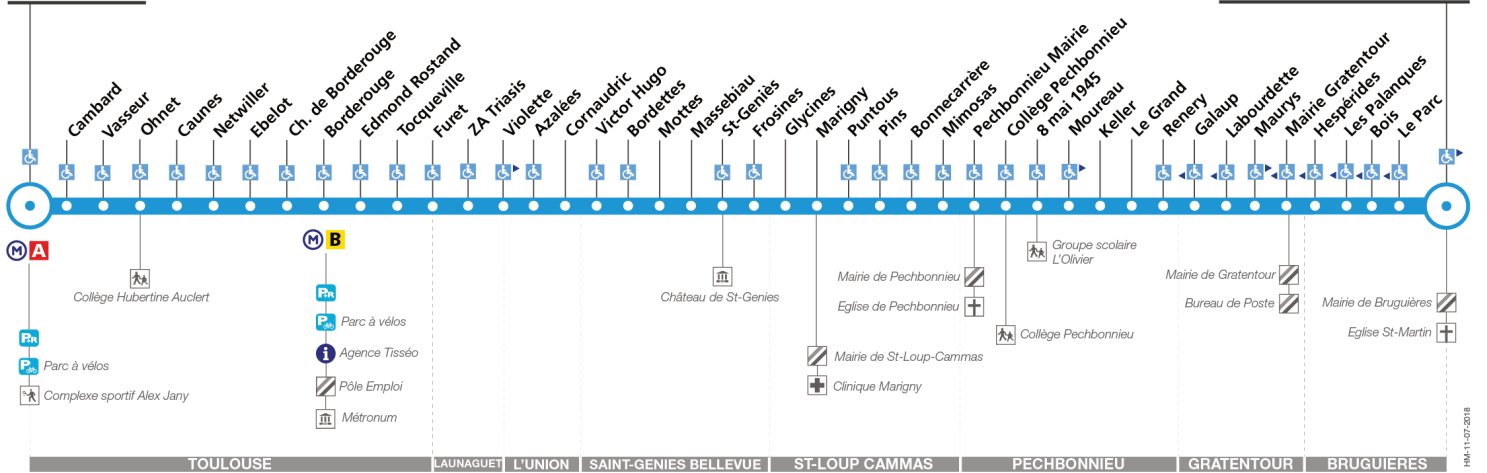 Cambard
Vasseur
Ohnet
Caunes
Netwiller
Ebelot
Ch. de Borderouge
Borderouge
Edmond Rostand
Tocqueville
Furet
ZA Triasis
Violette
Azalées
Cornaudric
Victor Hugo
Bordettes
Mottes
Massebiau
St-Geniès
Frosines
Glycines
Marigny
Puntous
Pins
Bonnecarrère
Mimosas
Pechbonnieu Mairie
Collège Pechbonnieu
8 mai 1945
Moureau
Keller
Le Grand
Renery
Galaup
Labourdette
Maurys
Mairie Gratentour
Hespérides
Les Palanques
Bois
Le Parc
M A
P+R
P
Parc à vélos
Complexe sportif Alex Jany
Collège Hubertine Auclert
M B
P+R
P
Parc à vélos
i Agence Tisséo
Pôle Emploi
Métronum
Château de St-Genies
Mairie de St-Loup-Cammas
Clinique Marigny
Mairie de Pechbonnieu
Eglise de Pechbonnieu
Collège Pechbonnieu
Groupe scolaire
L'Olivier
Mairie de Gratentour
Bureau de Poste
Mairie de Bruguières
Eglise St-Martin
HM-11-07-2018
TOULOUSE
LAUNAGUET
L'UNION
SAINT-GENIES BELLEVUE
ST-LOUP CAMMAS
PECHBONNIEU
GRATENTOUR
BRUGUIERES